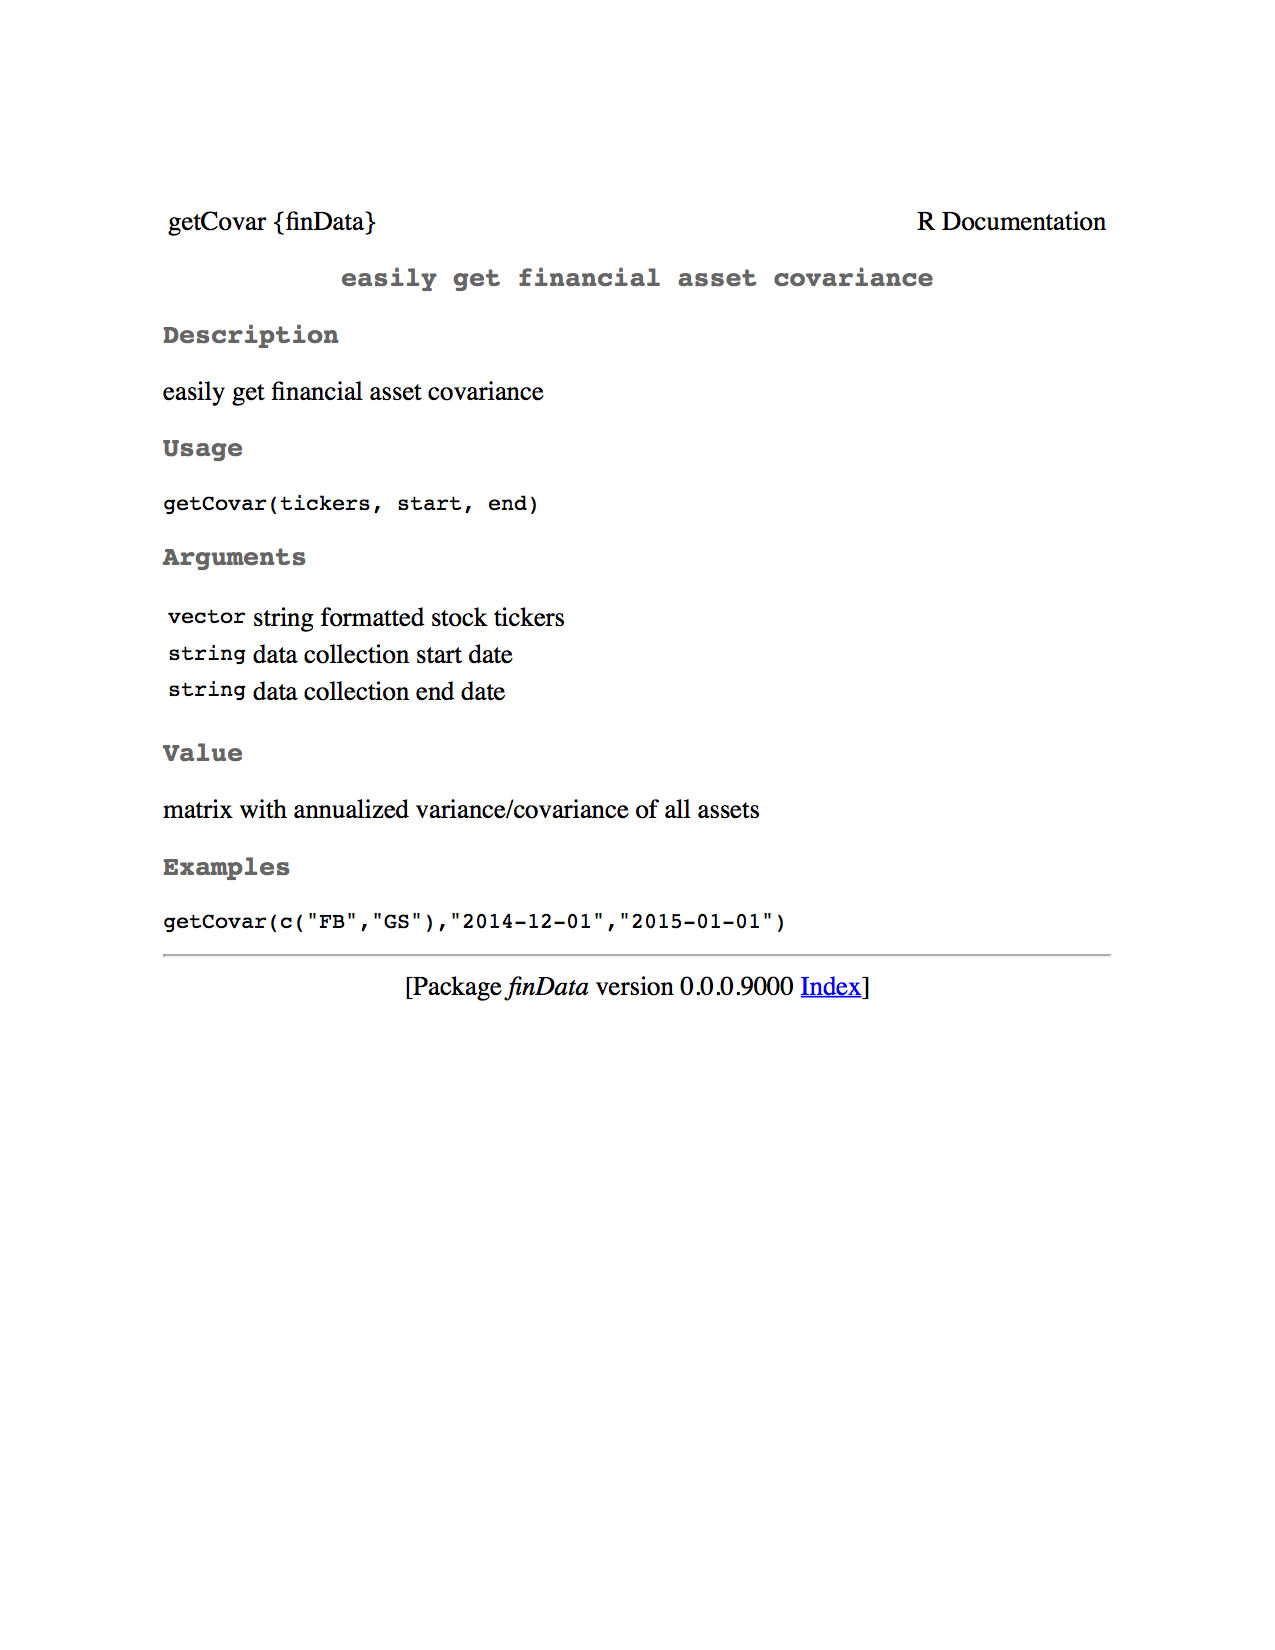 getCovar {finData} R Documentation
easily get financial asset covariance
Description
easily get financial asset covariance
Usage
getCovar(tickers, start, end)
Arguments
vector string formatted stock tickers
string data collection start date
string data collection end date
Value
matrix with annualized variance/covariance of all assets
Examples
getCovar(c("FB","GS"),"2014-12-01","2015-01-01")
[Package finData version 0.0.0.9000 Index]